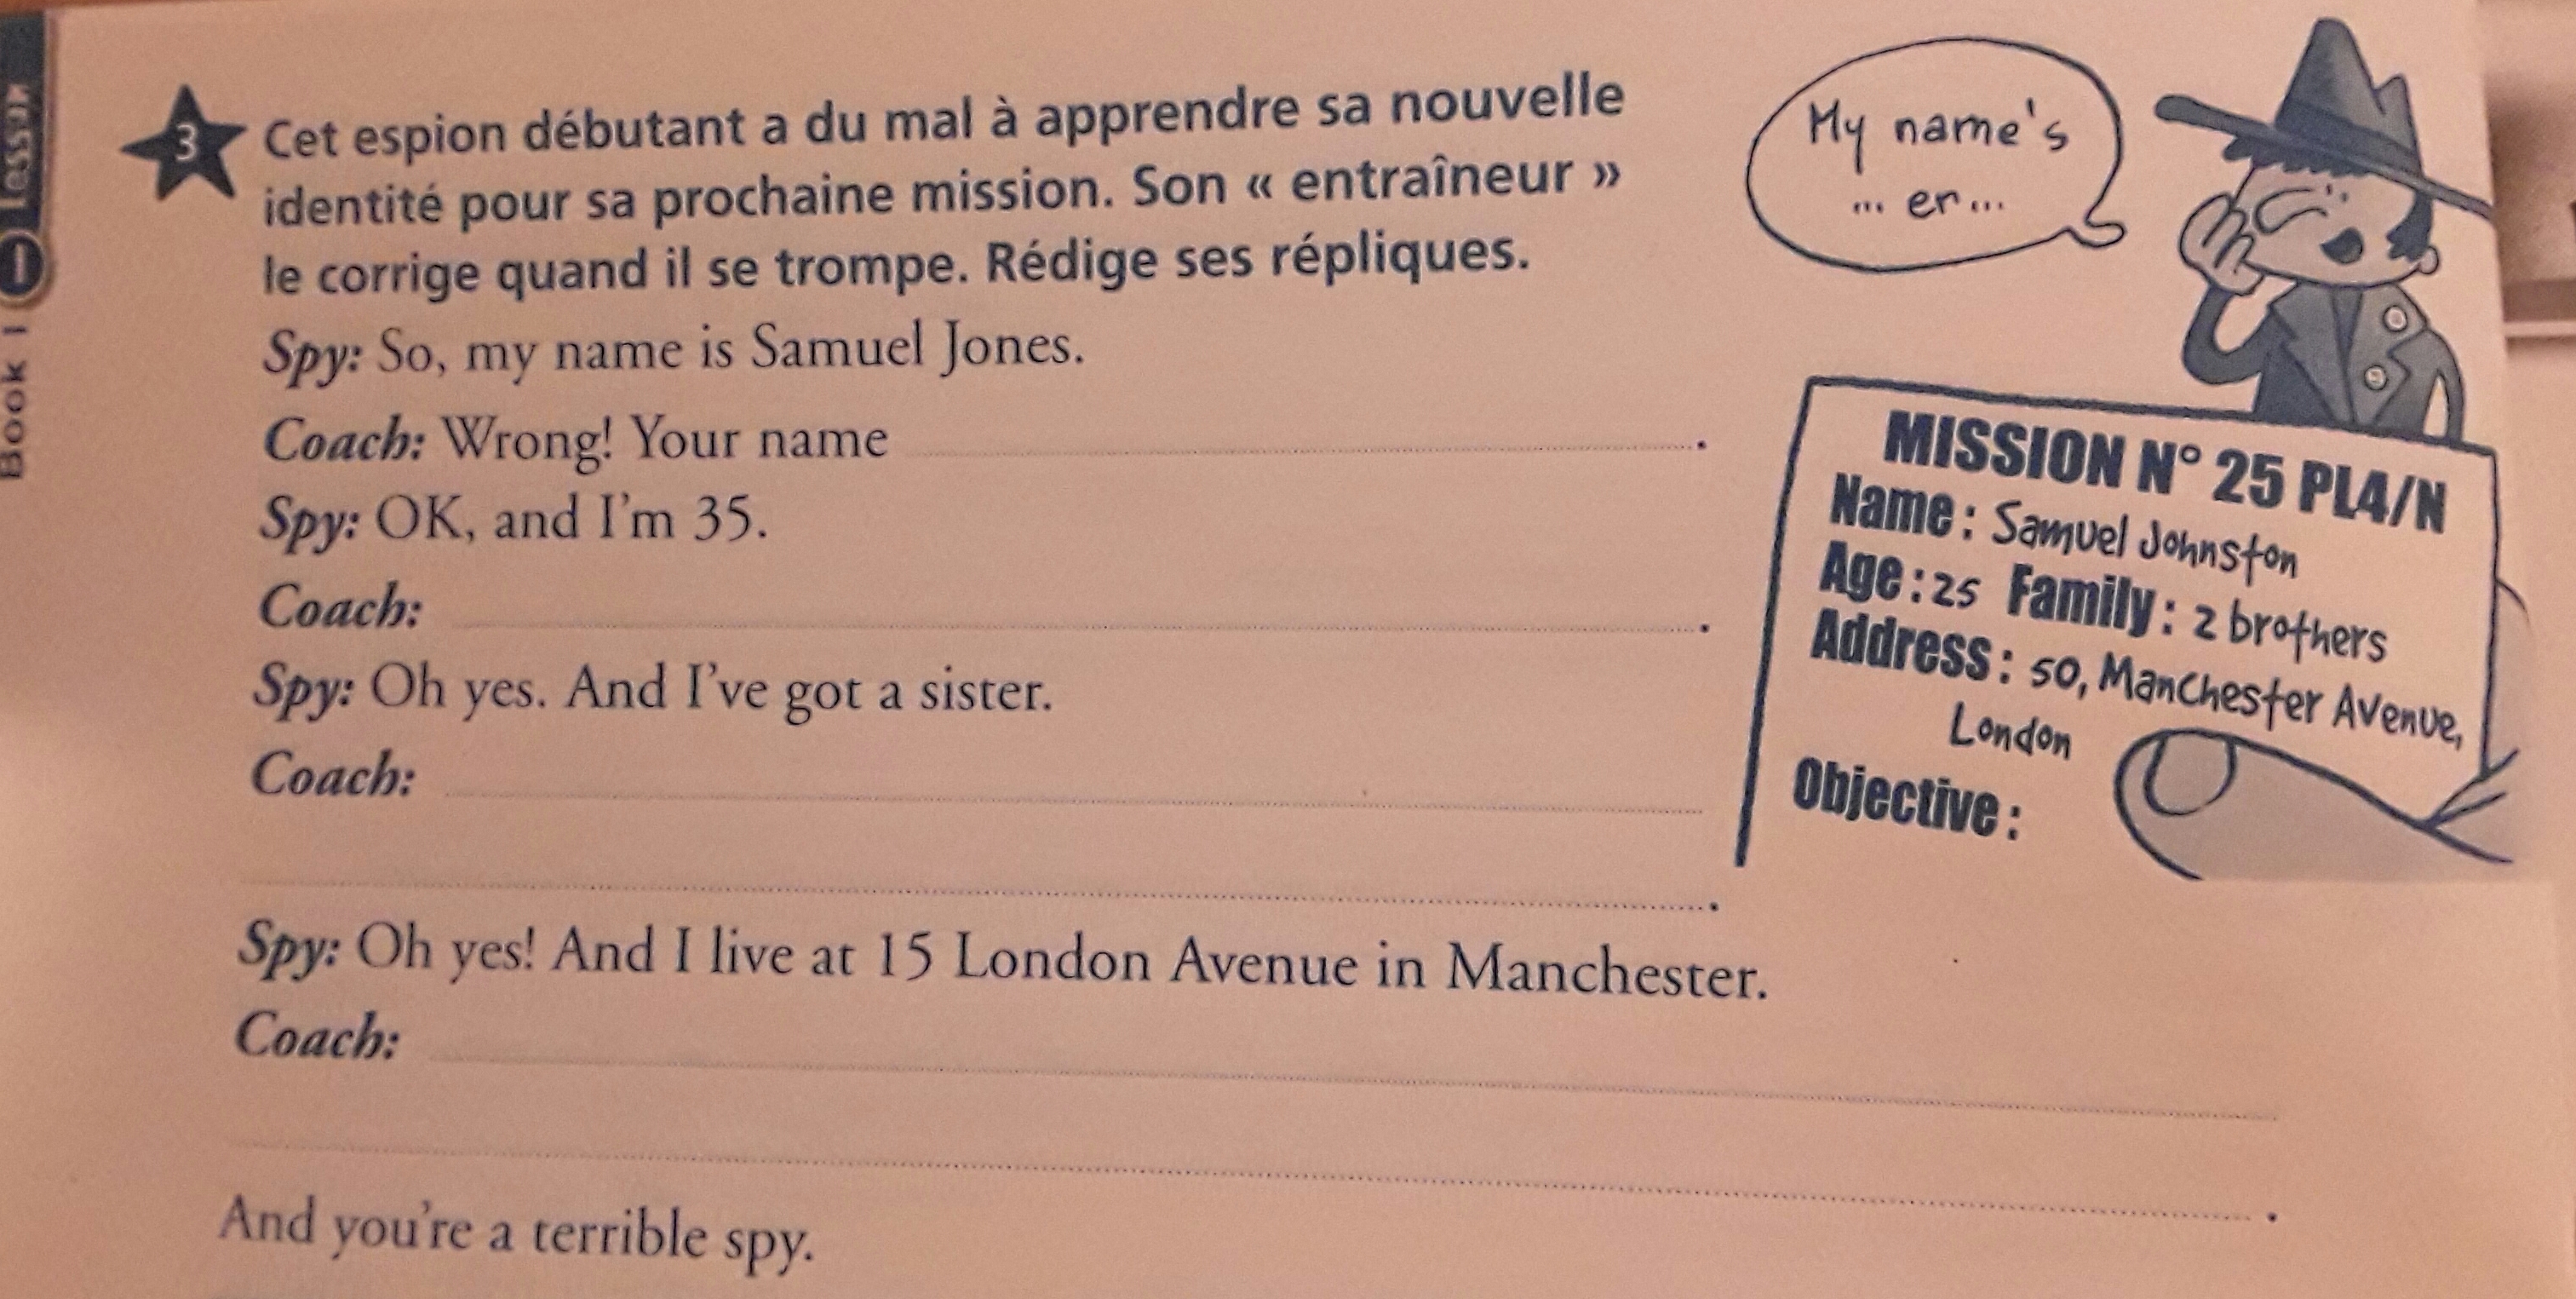 Book 1
3 Cet espion débutant a du mal à apprendre sa nouvelle
identité pour sa prochaine mission. Son « entraîneur »
le corrige quand il se trompe. Rédige ses répliques.
Spy: So, my name is Samuel Jones.
Coach: Wrong! Your name .
Spy: OK, and I'm 35.
Coach: .
Spy: Oh yes. And I've got a sister.
Coach:
.
Spy: Oh yes! And I live at 15 London Avenue in Manchester.
Coach:
.
And you're a terrible spy.
My name's
... er...
MISSION N° 25 PL4/N
Name : Samuel Johnston
Age : 25 Family : 2 brothers
Address : 50, Manchester Avenue,
London
Objective :